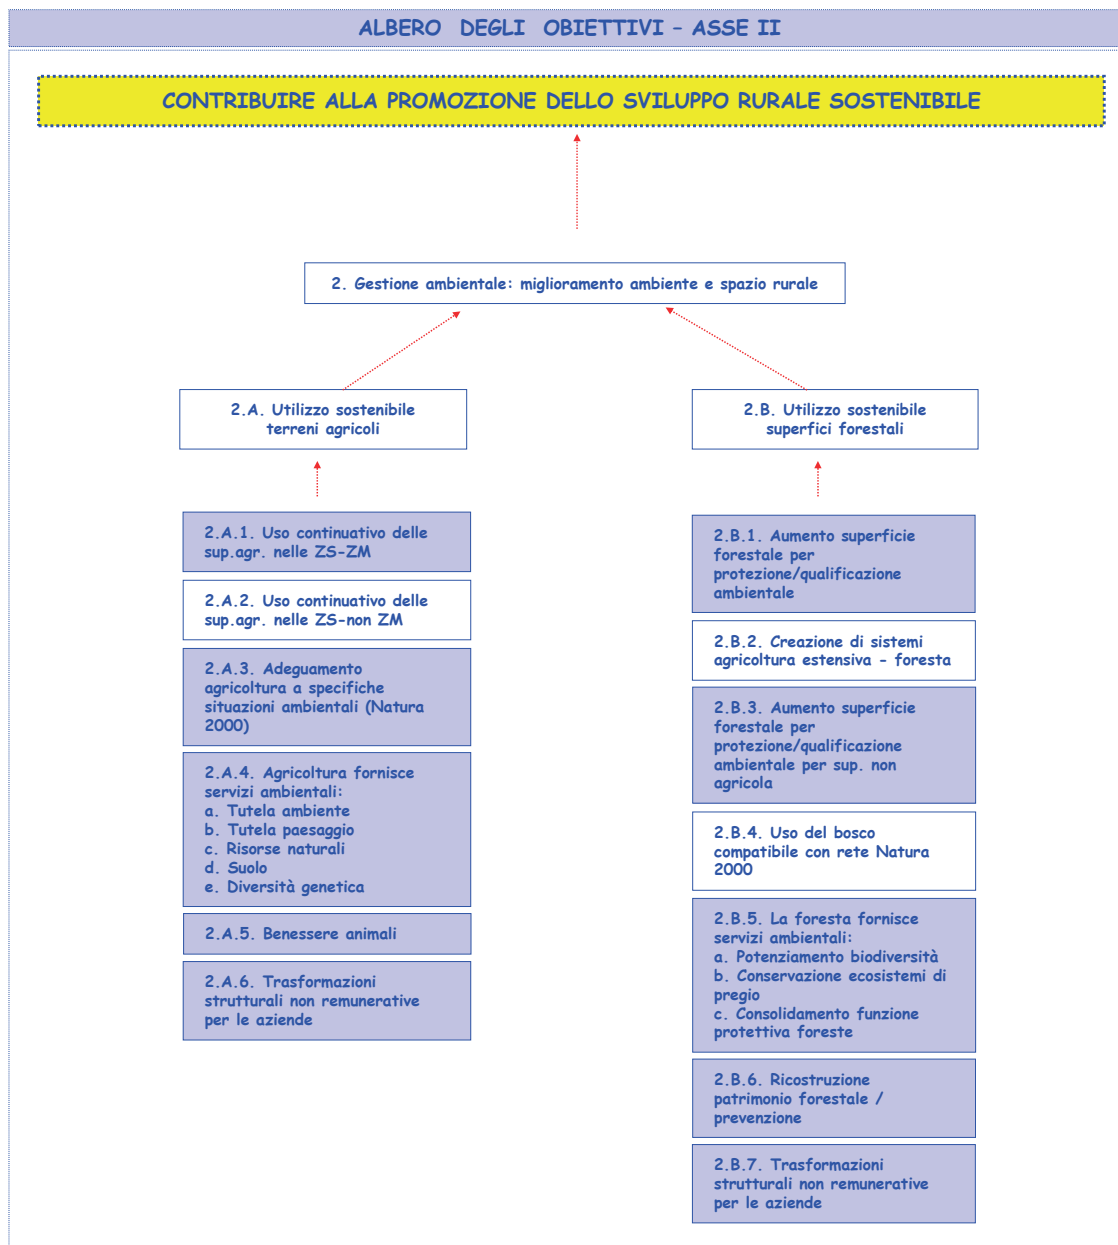 ALBERO DEGLI OBIETTIVI – ASSE II
CONTRIBUIRE ALLA PROMOZIONE DELLO SVILUPPO RURALE SOSTENIBILE
2. Gestione ambientale: miglioramento ambiente e spazio rurale
2.A. Utilizzo sostenibile
terreni agricoli
2.A.1. Uso continuativo delle
sup.agr. nelle ZS-ZM
2.A.2. Uso continuativo delle
sup.agr. nelle ZS-non ZM
2.A.3. Adeguamento
agricoltura a specifiche
situazioni ambientali (Natura
2000)
2.A.4. Agricoltura fornisce
servizi ambientali:
a. Tutela ambiente
b. Tutela paesaggio
c. Risorse naturali
d. Suolo
e. Diversità genetica
2.A.5. Benessere animali
2.A.6. Trasformazioni
strutturali non remunerative
per le aziende
2.B. Utilizzo sostenibile
superfici forestali
2.B.1. Aumento superficie
forestale per
protezione/qualificazione
ambientale
2.B.2. Creazione di sistemi
agricoltura estensiva – foresta
2.B.3. Aumento superficie
forestale per
protezione/qualificazione
ambientale per sup. non
agricola
2.B.4. Uso del bosco
compatibile con rete Natura
2000
2.B.5. La foresta fornisce
servizi ambientali:
a. Potenziamento biodiversità
b. Conservazione ecosistemi di
pregio
c. Consolidamento funzione
protettiva foreste
2.B.6. Ricostruzione
patrimonio forestale /
prevenzione
2.B.7. Trasformazioni
strutturali non remunerative
per le aziende